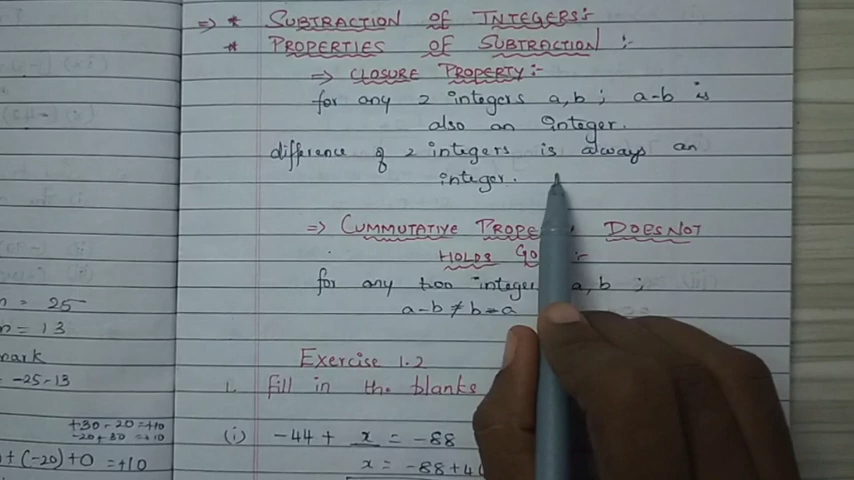 ⇒ * SUBTRACTION OF INTEGERS:-
* PROPERTIES OF SUBTRACTION:-
⇒ CLOSURE PROPERTY:-
for any 2 integers a,b ; a-b is
also an Integer.
difference of 2 integers is always an
integer.
⇒ CUMMUTATIVE DOES NOT
HOLDS
for any two integer a,b ;
a-b ≠ b-a
Exercise 1.2
1. fill in the blanks
(i) -44 + x = -88
x = -88+4
= 25
= 13
mark
= -25-13
+30-20=+10
-20+30=+10
+(-20)+0=+10